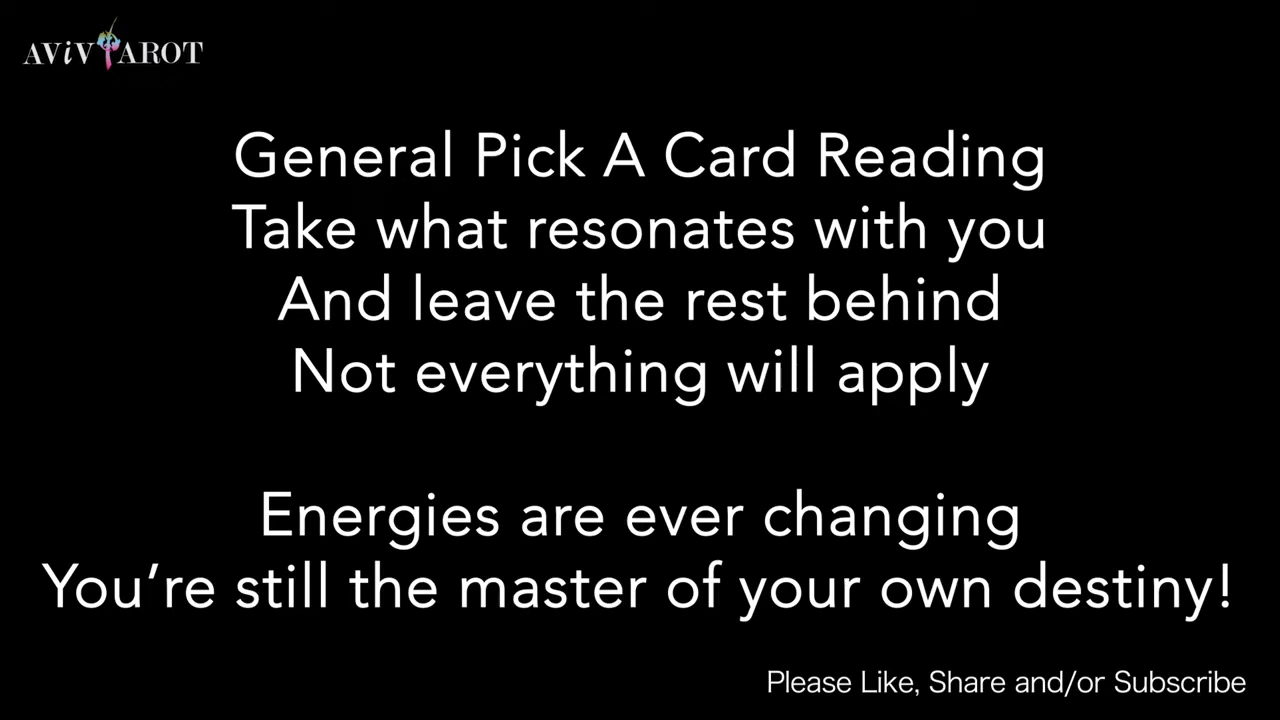 AViV TAROT
General Pick A Card Reading
Take what resonates with you
And leave the rest behind
Not everything will apply
Energies are ever changing
You’re still the master of your own destiny!
Please Like, Share and/or Subscribe